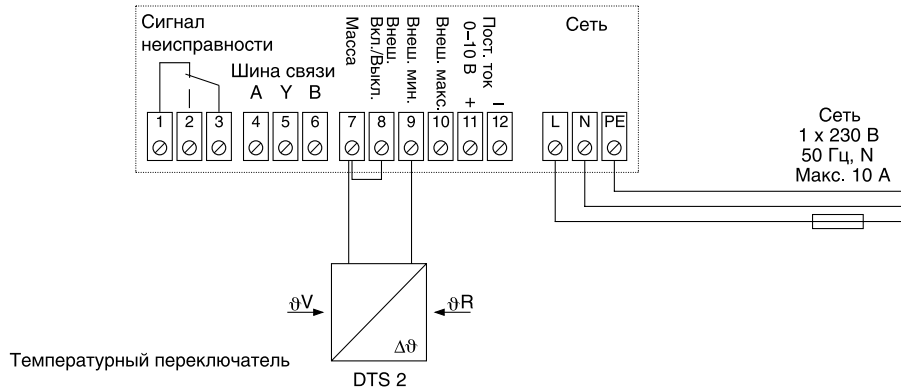 Сигнал
неисправности
Шина связи
A Y B
Масса
Внеш.
Вкл./Выкл.
Внеш. мин.
Внеш. макс.
Пост. ток
0–10 В
+ –
Сеть
1 2 3 4 5 6 7 8 9 10 11 12 L N PE
Сеть
1 x 230 В
50 Гц, N
Макс. 10 А
ϑV
ϑR
Δϑ
Температурный переключатель
DTS 2